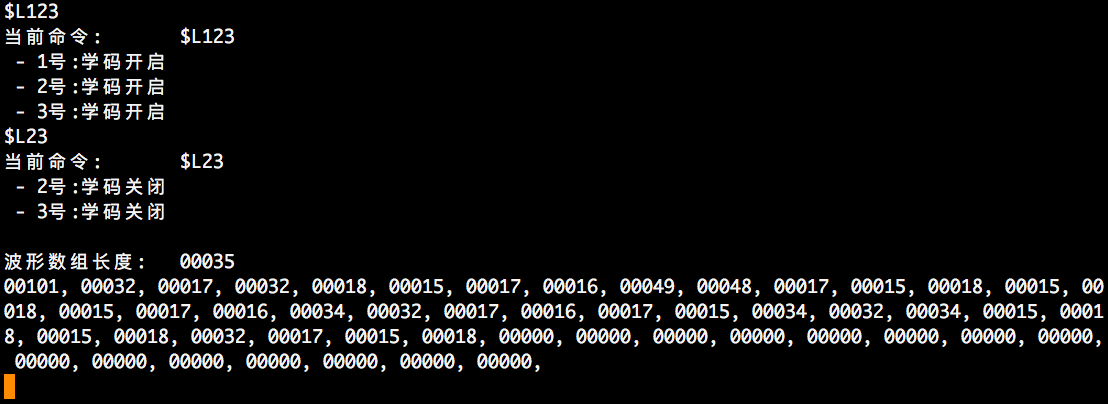 $L123
当前命令:       $L123
 - 1号:学码开启
 - 2号:学码开启
 - 3号:学码开启
$L23
当前命令:       $L23
 - 2号:学码关闭
 - 3号:学码关闭
波形数组长度:   00035
00101, 00032, 00017, 00032, 00018, 00015, 00017, 00016, 00049, 00048, 00017, 00015, 00018, 00015, 00
018, 00015, 00017, 00016, 00034, 00032, 00017, 00016, 00017, 00015, 00034, 00032, 00034, 00015, 0001
8, 00015, 00018, 00032, 00017, 00015, 00018, 00000, 00000, 00000, 00000, 00000, 00000, 00000, 00000,
 00000, 00000, 00000, 00000, 00000, 00000, 00000,